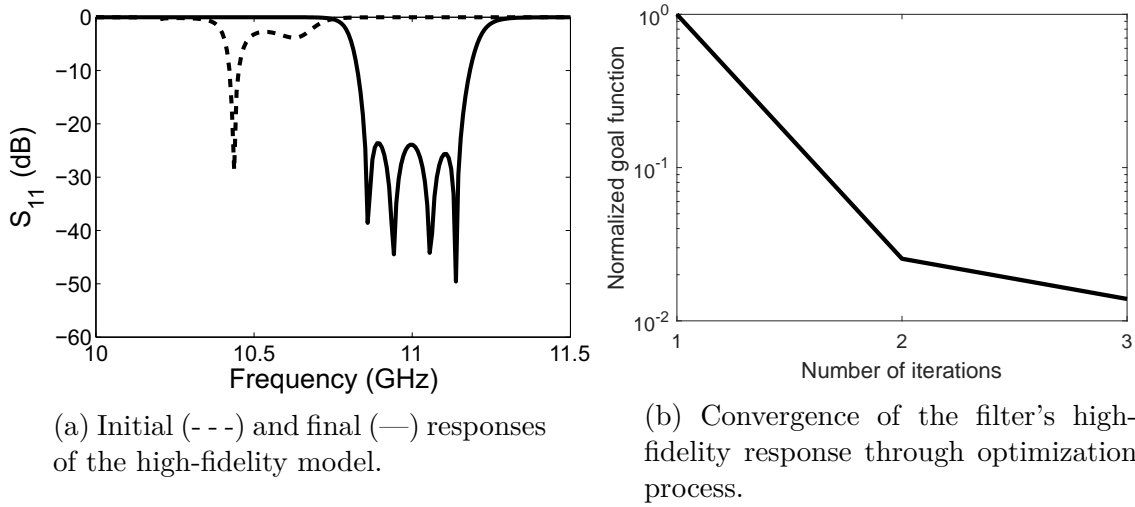 0
−10
−20
−30
−40
−50
−60
10
10.5
11
11.5
S11 (dB)
Frequency (GHz)
(a) Initial (- - -) and final (—) responses
of the high-fidelity model.
10^0
10^-1
10^-2
1
2
3
Normalized goal function
Number of iterations
(b) Convergence of the filter's high-
fidelity response through optimization
process.